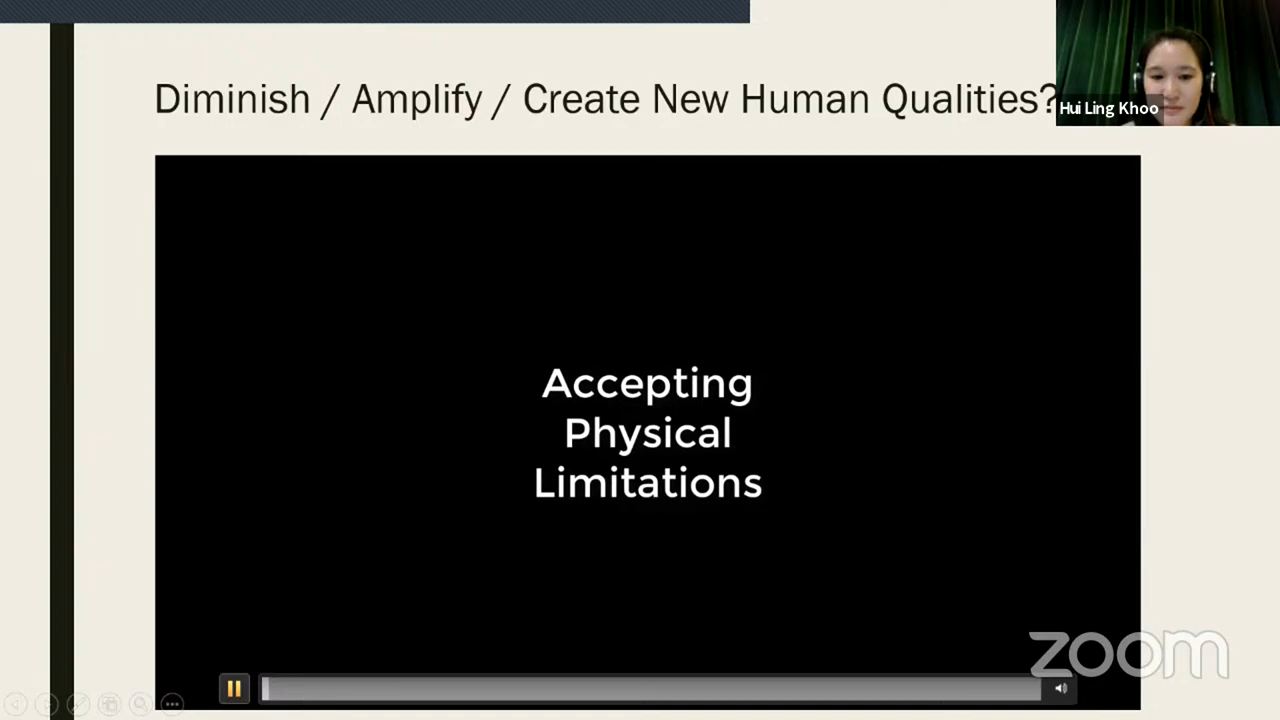 Diminish / Amplify / Create New Human Qualities?
Hui Ling Khoo
Accepting
Physical
Limitations
zoom